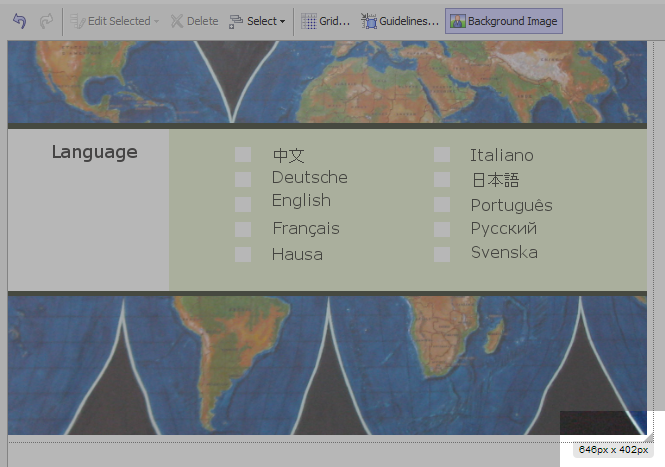 Edit Selected Delete Select Grid... Guidelines... Background Image
Language
中文
Deutsche
English
Français
Hausa
Italiano
日本語
Português
Русский
Svenska
646px x 402px